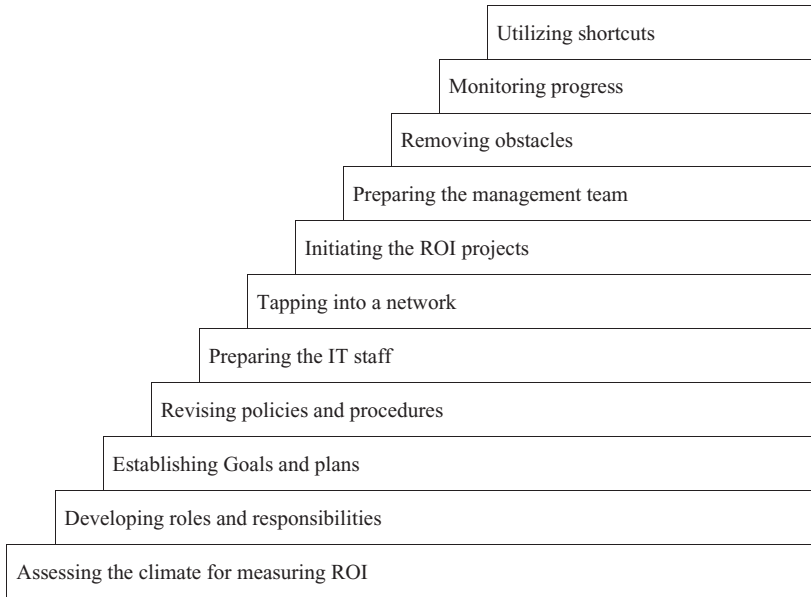 Utilizing shortcuts
Monitoring progress
Removing obstacles
Preparing the management team
Initiating the ROI projects
Tapping into a network
Preparing the IT staff
Revising policies and procedures
Establishing Goals and plans
Developing roles and responsibilities
Assessing the climate for measuring ROI